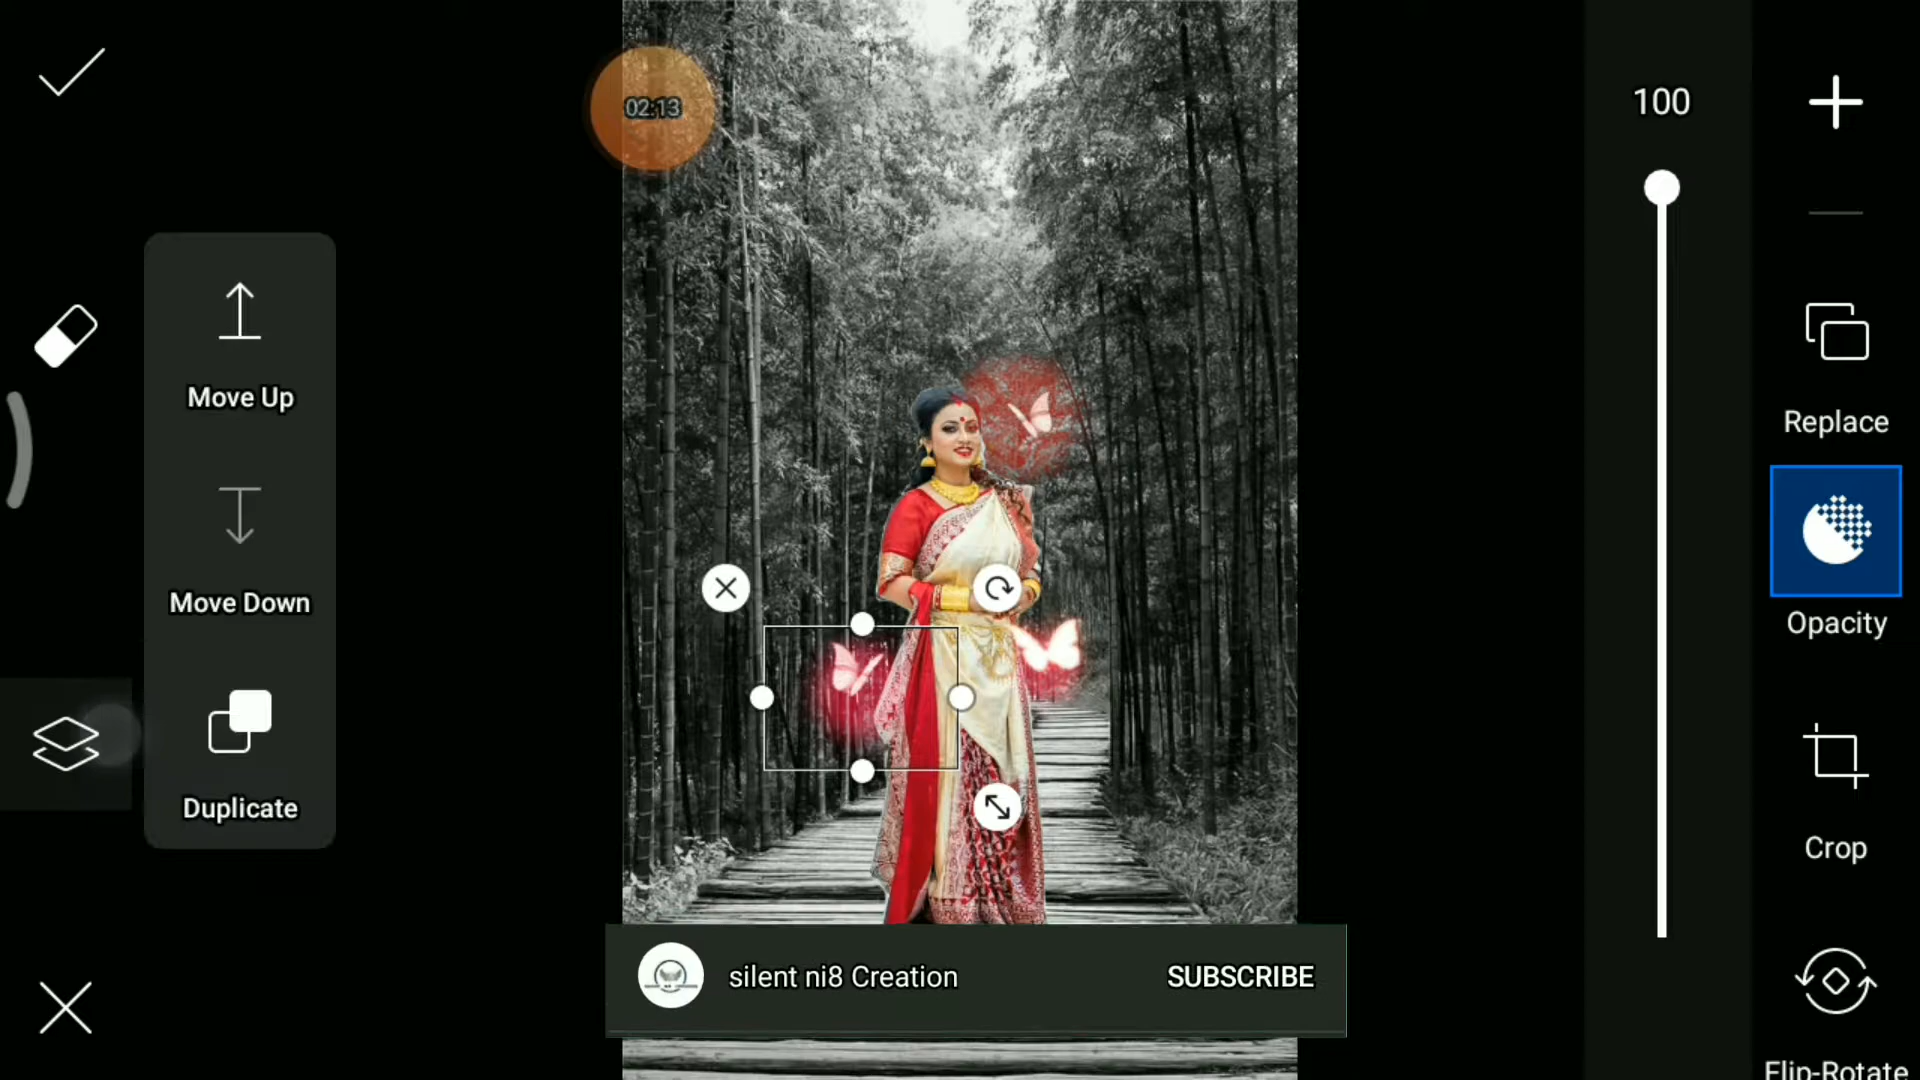 02:13
100
Move Up
Replace
Move Down
Opacity
Duplicate
Crop
silent ni8 Creation
SUBSCRIBE
Flip-Rotate